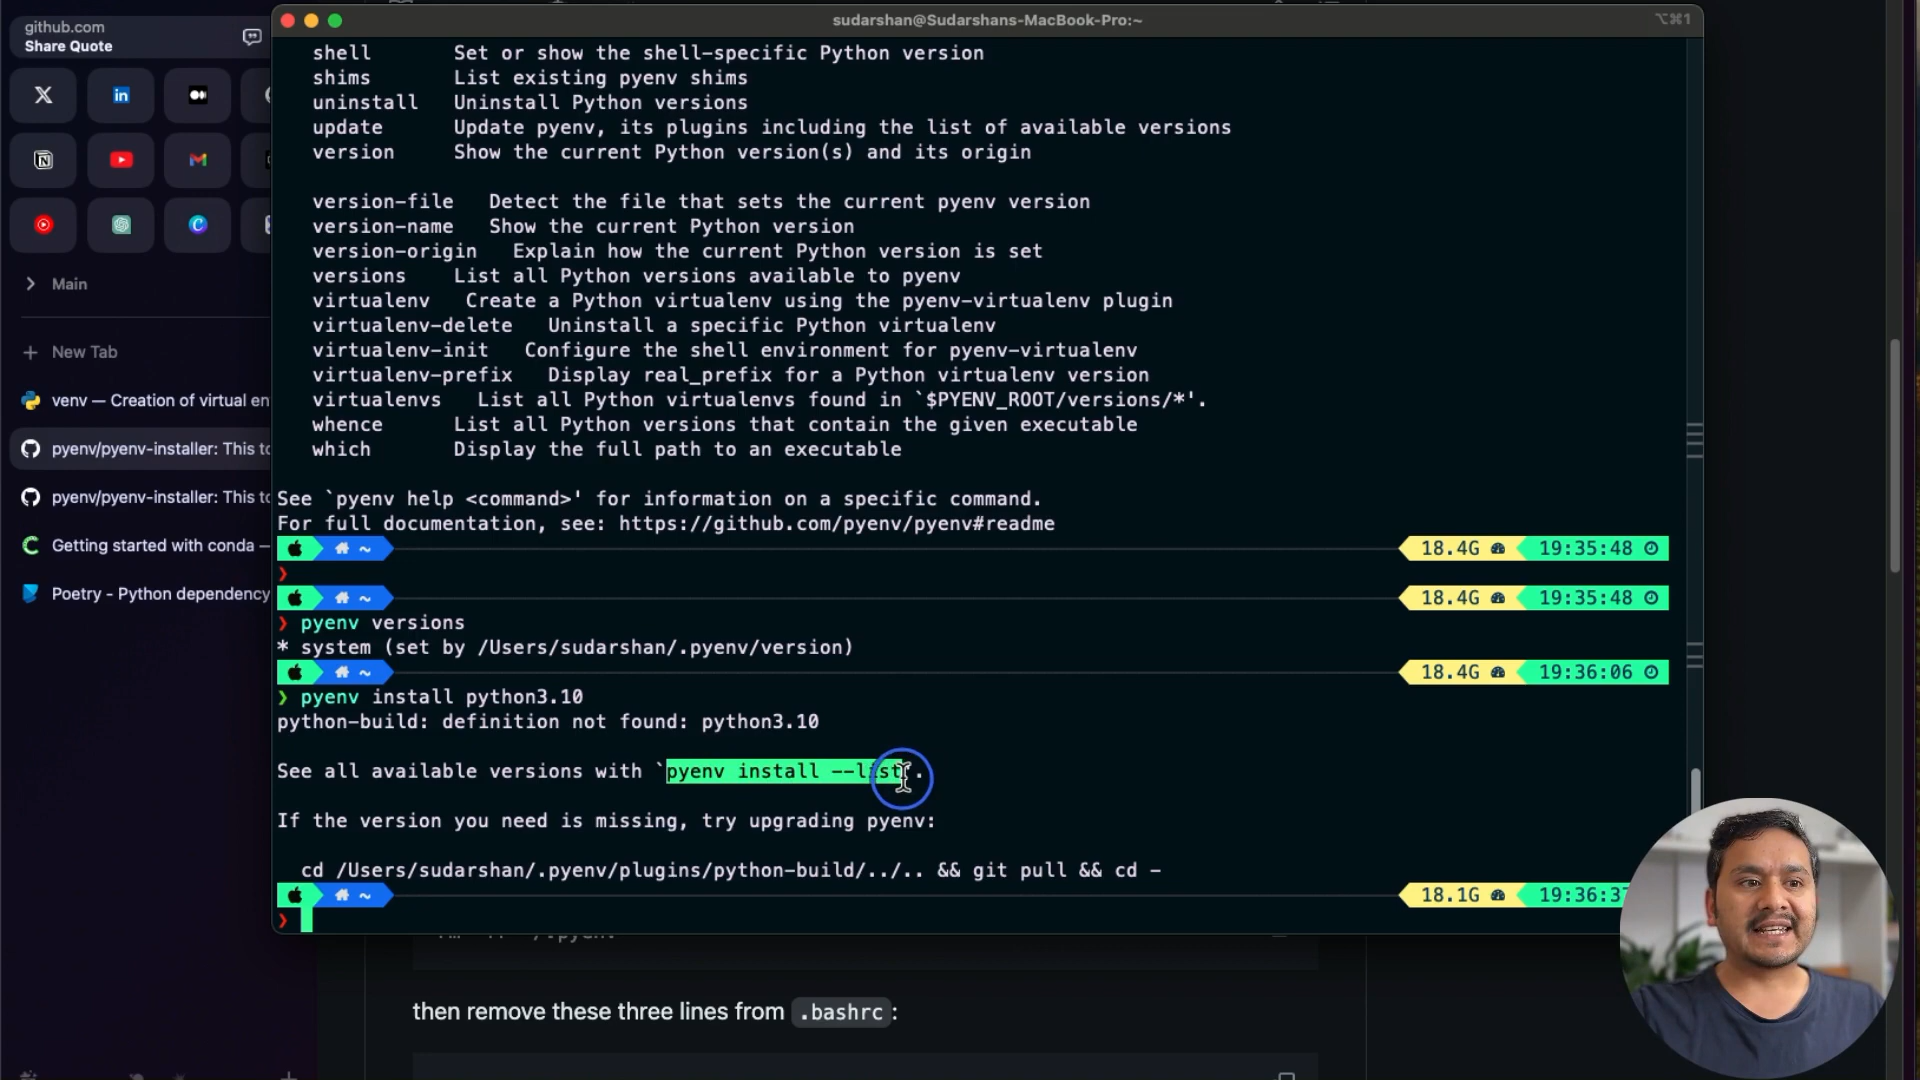 github.com
Share Quote
Main
New Tab
venv — Creation of virtual en
pyenv/pyenv-installer: This to
pyenv/pyenv-installer: This to
Getting started with conda —
Poetry - Python dependency
sudarshan@Sudarshans-MacBook-Pro:~
⌥⌘1
shell Set or show the shell-specific Python version
shims List existing pyenv shims
uninstall Uninstall Python versions
update Update pyenv, its plugins including the list of available versions
version Show the current Python version(s) and its origin
version-file Detect the file that sets the current pyenv version
version-name Show the current Python version
version-origin Explain how the current Python version is set
versions List all Python versions available to pyenv
virtualenv Create a Python virtualenv using the pyenv-virtualenv plugin
virtualenv-delete Uninstall a specific Python virtualenv
virtualenv-init Configure the shell environment for pyenv-virtualenv
virtualenv-prefix Display real_prefix for a Python virtualenv version
virtualenvs List all Python virtualenvs found in `$PYENV_ROOT/versions/*'.
whence List all Python versions that contain the given executable
which Display the full path to an executable
See `pyenv help <command>' for information on a specific command.
For full documentation, see: https://github.com/pyenv/pyenv#readme
~ 18.4G 19:35:48
❯
~ 18.4G 19:35:48
❯ pyenv versions
* system (set by /Users/sudarshan/.pyenv/version)
~ 18.4G 19:36:06
❯ pyenv install python3.10
python-build: definition not found: python3.10
See all available versions with `pyenv install --list'.
If the version you need is missing, try upgrading pyenv:
cd /Users/sudarshan/.pyenv/plugins/python-build/../.. && git pull && cd -
~ 18.1G 19:36:3
❯
then remove these three lines from .bashrc: